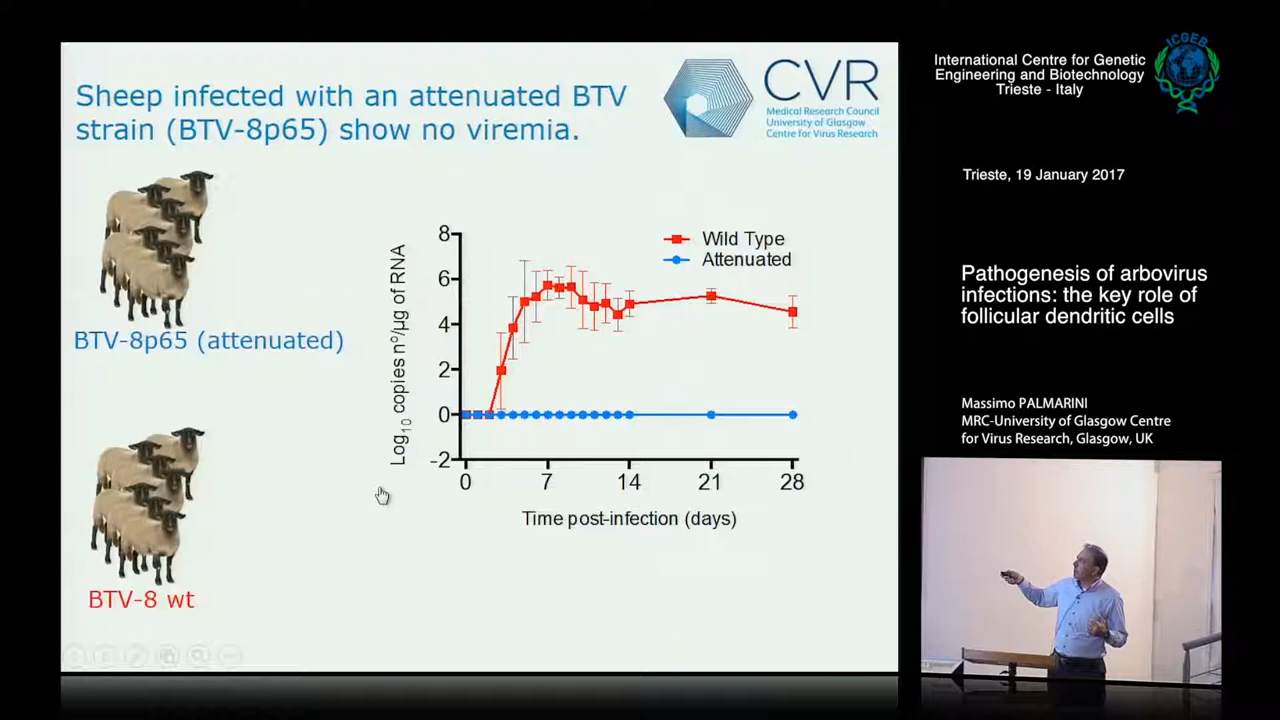 Sheep infected with an attenuated BTV
strain (BTV-8p65) show no viremia.
CVR
Medical Research Council
University of Glasgow
Centre for Virus Research
BTV-8p65 (attenuated)
BTV-8 wt
Log10 copies nº/µg of RNA
8
6
4
2
0
-2
0 7 14 21 28
Time post-infection (days)
Wild Type
Attenuated
International Centre for Genetic
Engineering and Biotechnology
Trieste - Italy
ICGEB
Trieste, 19 January 2017
Pathogenesis of arbovirus
infections: the key role of
follicular dendritic cells
Massimo PALMARINI
MRC-University of Glasgow Centre
for Virus Research, Glasgow, UK